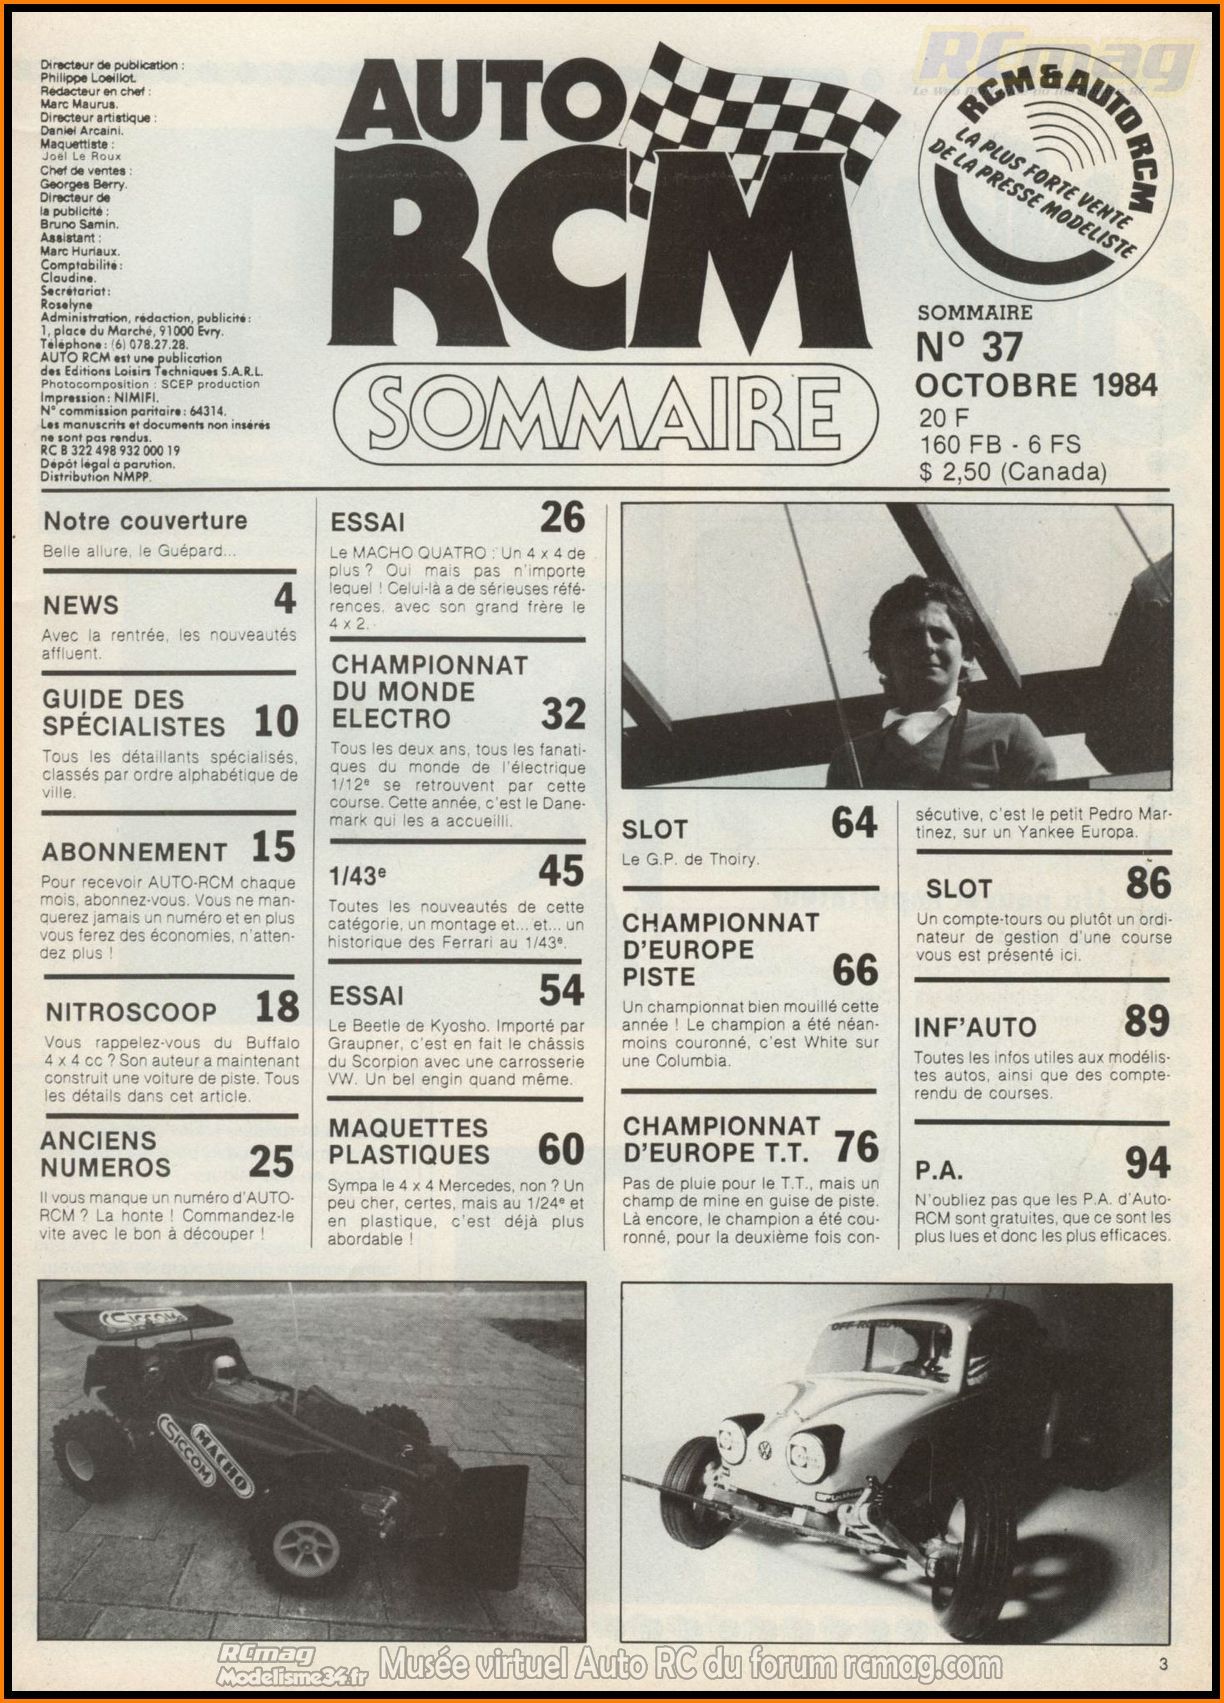 Directeur de publication :
Philippe Loeillot.
Rédacteur en chef :
Marc Maurus.
Directeur artistique :
Daniel Arcaini.
Maquettiste :
Joël Le Roux
Chef de ventes :
Georges Berry.
Directeur de
la publicité :
Bruno Samin.
Assistant :
Marc Huriaux.
Comptabilité :
Claudine.
Secrétariat :
Roselyne
Administration, rédaction, publicité :
1, place du Marché, 91000 Evry.
Téléphone : (6) 078.27.28.
AUTO RCM est une publication
des Editions Loisirs Techniques S.A.R.L.
Photocomposition : SCEP production
Impression : NIMIFI.
N° commission paritaire : 64314.
Les manuscrits et documents non insérés
ne sont pas rendus.
RC B 322 498 932 000 19
Dépôt légal à parution.
Distribution NMPP.
AUTO
RCM
SOMMAIRE
RCmag
RCM & AUTO RCM
LA PLUS FORTE VENTE
DE LA PRESSE MODELISTE
SOMMAIRE
N° 37
OCTOBRE 1984
20 F
160 FB - 6 FS
$ 2,50 (Canada)
Notre couverture
Belle allure, le Guépard...
NEWS 4
Avec la rentrée, les nouveautés
affluent.
GUIDE DES
SPÉCIALISTES 10
Tous les détaillants spécialisés,
classés par ordre alphabétique de
ville.
ABONNEMENT 15
Pour recevoir AUTO-RCM chaque
mois, abonnez-vous. Vous ne man-
querez jamais un numéro et en plus
vous ferez des économies, n'atten-
dez plus !
NITROSCOOP 18
Vous rappelez-vous du Buffalo
4 x 4 cc ? Son auteur a maintenant
construit une voiture de piste. Tous
les détails dans cet article.
ANCIENS
NUMEROS 25
Il vous manque un numéro d'AUTO-
RCM ? La honte ! Commandez-le
vite avec le bon à découper !
ESSAI 26
Le MACHO QUATRO : Un 4 x 4 de
plus ? Oui mais pas n'importe
lequel ! Celui-là a de sérieuses réfé-
rences, avec son grand frère le
4 x 2.
CHAMPIONNAT
DU MONDE
ELECTRO 32
Tous les deux ans, tous les fanati-
ques du monde de l'électrique
1/12e se retrouvent par cette
course. Cette année, c'est le Dane-
mark qui les a accueilli.
1/43e 45
Toutes les nouveautés de cette
catégorie, un montage et... et... un
historique des Ferrari au 1/43e.
ESSAI 54
Le Beetle de Kyosho. Importé par
Graupner, c'est en fait le châssis
du Scorpion avec une carrosserie
VW. Un bel engin quand même.
MAQUETTES
PLASTIQUES 60
Sympa le 4 x 4 Mercedes, non ? Un
peu cher, certes, mais au 1/24e et
en plastique, c'est déjà plus
abordable !
SLOT 64
Le G.P. de Thoiry.
CHAMPIONNAT
D'EUROPE
PISTE 66
Un championnat bien mouillé cette
année ! Le champion a été néan-
moins couronné, c'est White sur
une Columbia.
CHAMPIONNAT
D'EUROPE T.T. 76
Pas de pluie pour le T.T., mais un
champ de mine en guise de piste.
Là encore, le champion a été cou-
ronné, pour la deuxième fois con-
sécutive, c'est le petit Pedro Mar-
tinez, sur un Yankee Europa.
SLOT 86
Un compte-tours ou plutôt un ordi-
nateur de gestion d'une course
vous est présenté ici.
INF'AUTO 89
Toutes les infos utiles aux modélis-
tes autos, ainsi que des compte-
rendu de courses.
P.A. 94
N'oubliez pas que les P.A. d'Auto-
RCM sont gratuites, que ce sont les
plus lues et donc les plus efficaces.
SICCOM
SICCOM
MACHO
OFF-ROAD
RCmag
Modelisme34.fr
Musée virtuel Auto RC du forum rcmag.com
3